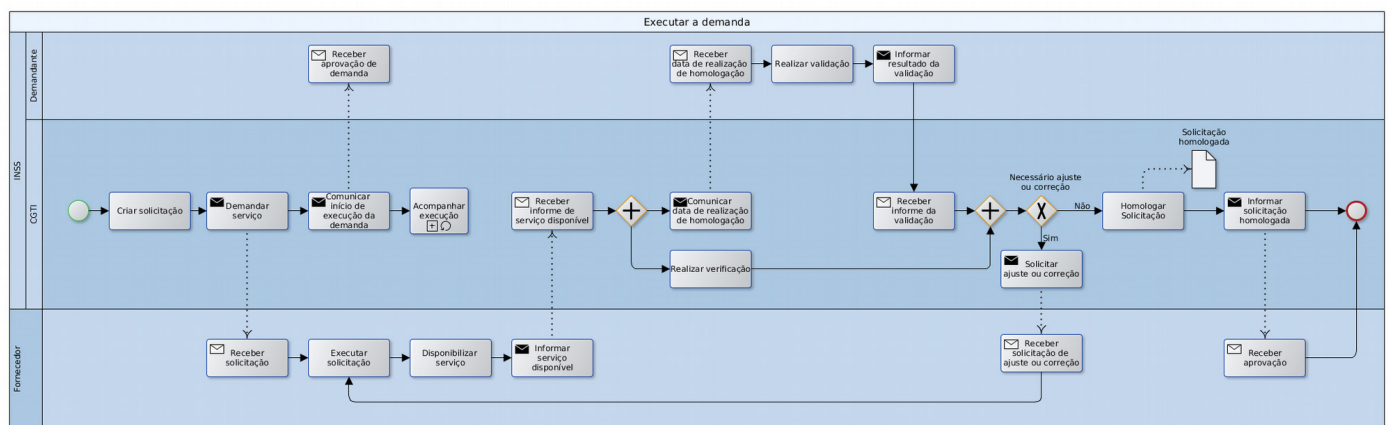 Executar a demanda
INSS
Demandante
Receber
aprovação de
demanda
Receber
data de realização
de homologação
Realizar validação
Informar
resultado da
validação
CGTI
Criar solicitação
Demandar
serviço
Comunicar
início de
execução da
demanda
Acompanhar
execução
Receber
informe de
serviço disponível
Comunicar
data de realização
de homologação
Realizar verificação
Receber
informe da
validação
Necessário ajuste
ou correção
Não
Sim
Solicitar
ajuste ou correção
Homologar
Solicitação
Solicitação
homologada
Informar
solicitação
homologada
Fornecedor
Receber
solicitação
Executar
solicitação
Disponibilizar
serviço
Informar
serviço
disponível
Receber
solicitação de
ajuste ou correção
Receber
aprovação